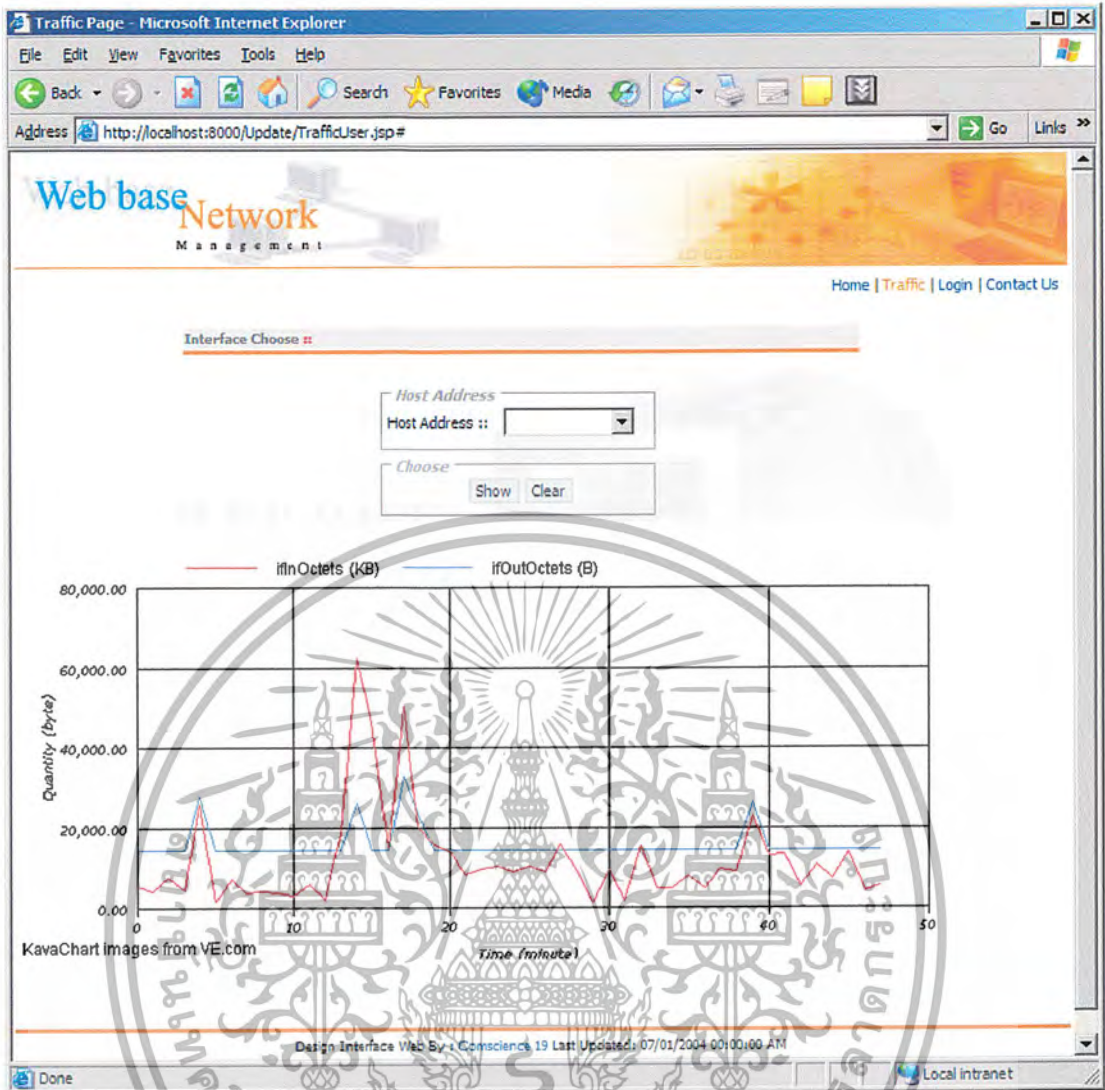 Traffic Page - Microsoft Internet Explorer
File Edit View Favorites Tools Help
Back Search Favorites Media
Address http://localhost:8000/Update/TrafficUser.jsp# Go Links »
Web base
Network
Management
Home | Traffic | Login | Contact Us
Interface Choose ::
Host Address
Host Address ::
Choose
Show Clear
ifInOctets (KB) ifOutOctets (B)
80,000.00
60,000.00
40,000.00
20,000.00
0.00
Quantity (byte)
0 10 20 30 40 50
Time (minute)
KavaChart images from VE.com
Design Interface Web By : Comscience 19 Last Updated: 07/01/2004 00:00:00 AM
Done Local intranet